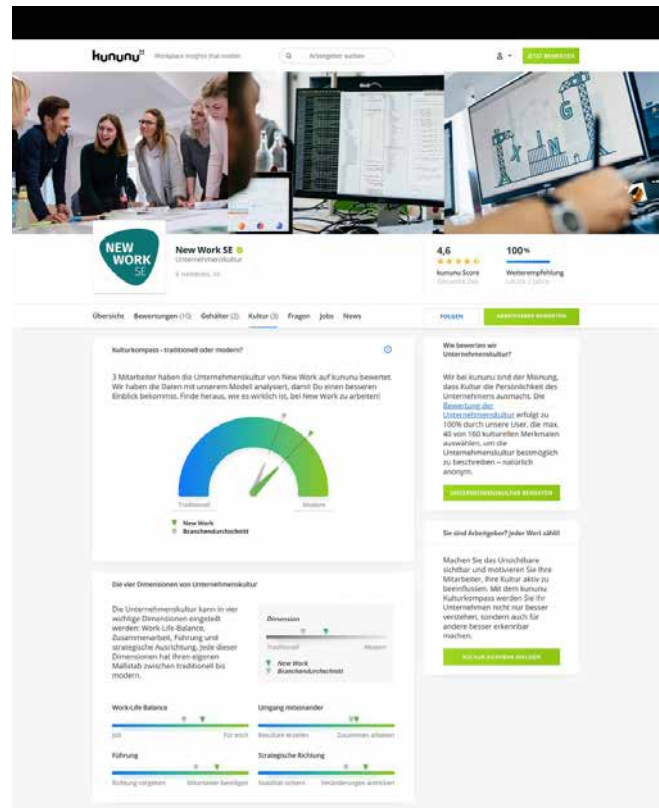 kununu
Workplace insights that matter.
Arbeitgeber suchen
JETZT BEWERTEN
XING
NEW
WORK
SE
New Work SE
Unternehmenskultur
HAMBURG, DE
4,6
kununu Score
100%
Weiterempfehlung
Letzte 2 Jahre
Übersicht Bewertungen (10) Gehälter (2) Kultur (3) Fragen Jobs News
FOLGEN
ARBEITGEBER BEWERTEN
Kulturkompass - traditionell oder modern?
3 Mitarbeiter haben die Unternehmenskultur von New Work auf kununu bewertet.
Wir haben die Daten mit unserem Modell analysiert, damit Du einen besseren
Einblick bekommst. Finde heraus, wie es wirklich ist, bei New Work zu arbeiten!
Traditionell
Modern
New Work
Branchendurchschnitt
Wie bewerten wir
Unternehmenskultur?
Wir bei kununu sind der Meinung,
dass Kultur die Persönlichkeit des
Unternehmens ausmacht. Die
Bewertung der
Unternehmenskultur erfolgt zu
100% durch unsere User, die max.
40 von 160 kulturellen Merkmalen
auswählen, um die
Unternehmenskultur bestmöglich
zu beschreiben – natürlich
anonym.
UNTERNEHMENSKULTUR BEWERTEN
Sie sind Arbeitgeber? Jeder Wert zählt!
Machen Sie das Unsichtbare
sichtbar und motivieren Sie Ihre
Mitarbeiter, Ihre Kultur aktiv zu
beeinflussen. Mit dem kununu
Kulturkompass werden Sie Ihr
Unternehmen nicht nur besser
verstehen, sondern auch für
andere besser erkennbar
machen.
Die vier Dimensionen von Unternehmenskultur
Die Unternehmenskultur kann in vier
wichtige Dimensionen eingeteilt
werden: Work-Life-Balance,
Zusammenarbeit, Führung und
strategische Ausrichtung. Jede dieser
Dimensionen hat ihren eigenen
Maßstab zwischen traditionell bis
modern.
Dimension
Traditionell
Modern
New Work
Branchendurchschnitt
Work-Life Balance
Job
Für mich
Umgang miteinander
Resultate erzielen
Zusammen arbeiten
Führung
Richtung vorgeben
Mitarbeiter beteiligen
Strategische Richtung
Stabilität sichern
Veränderungen antreiben